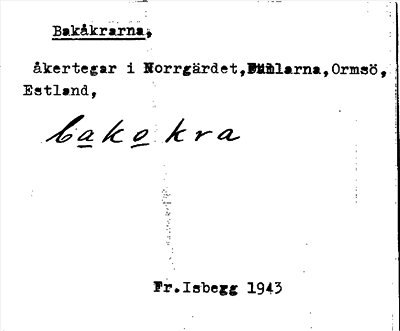 Bakåkrarna,
åkertegar i Norrgärdet, Ormsö,
Estland,
bakokra
Fr. Isbegg 1943